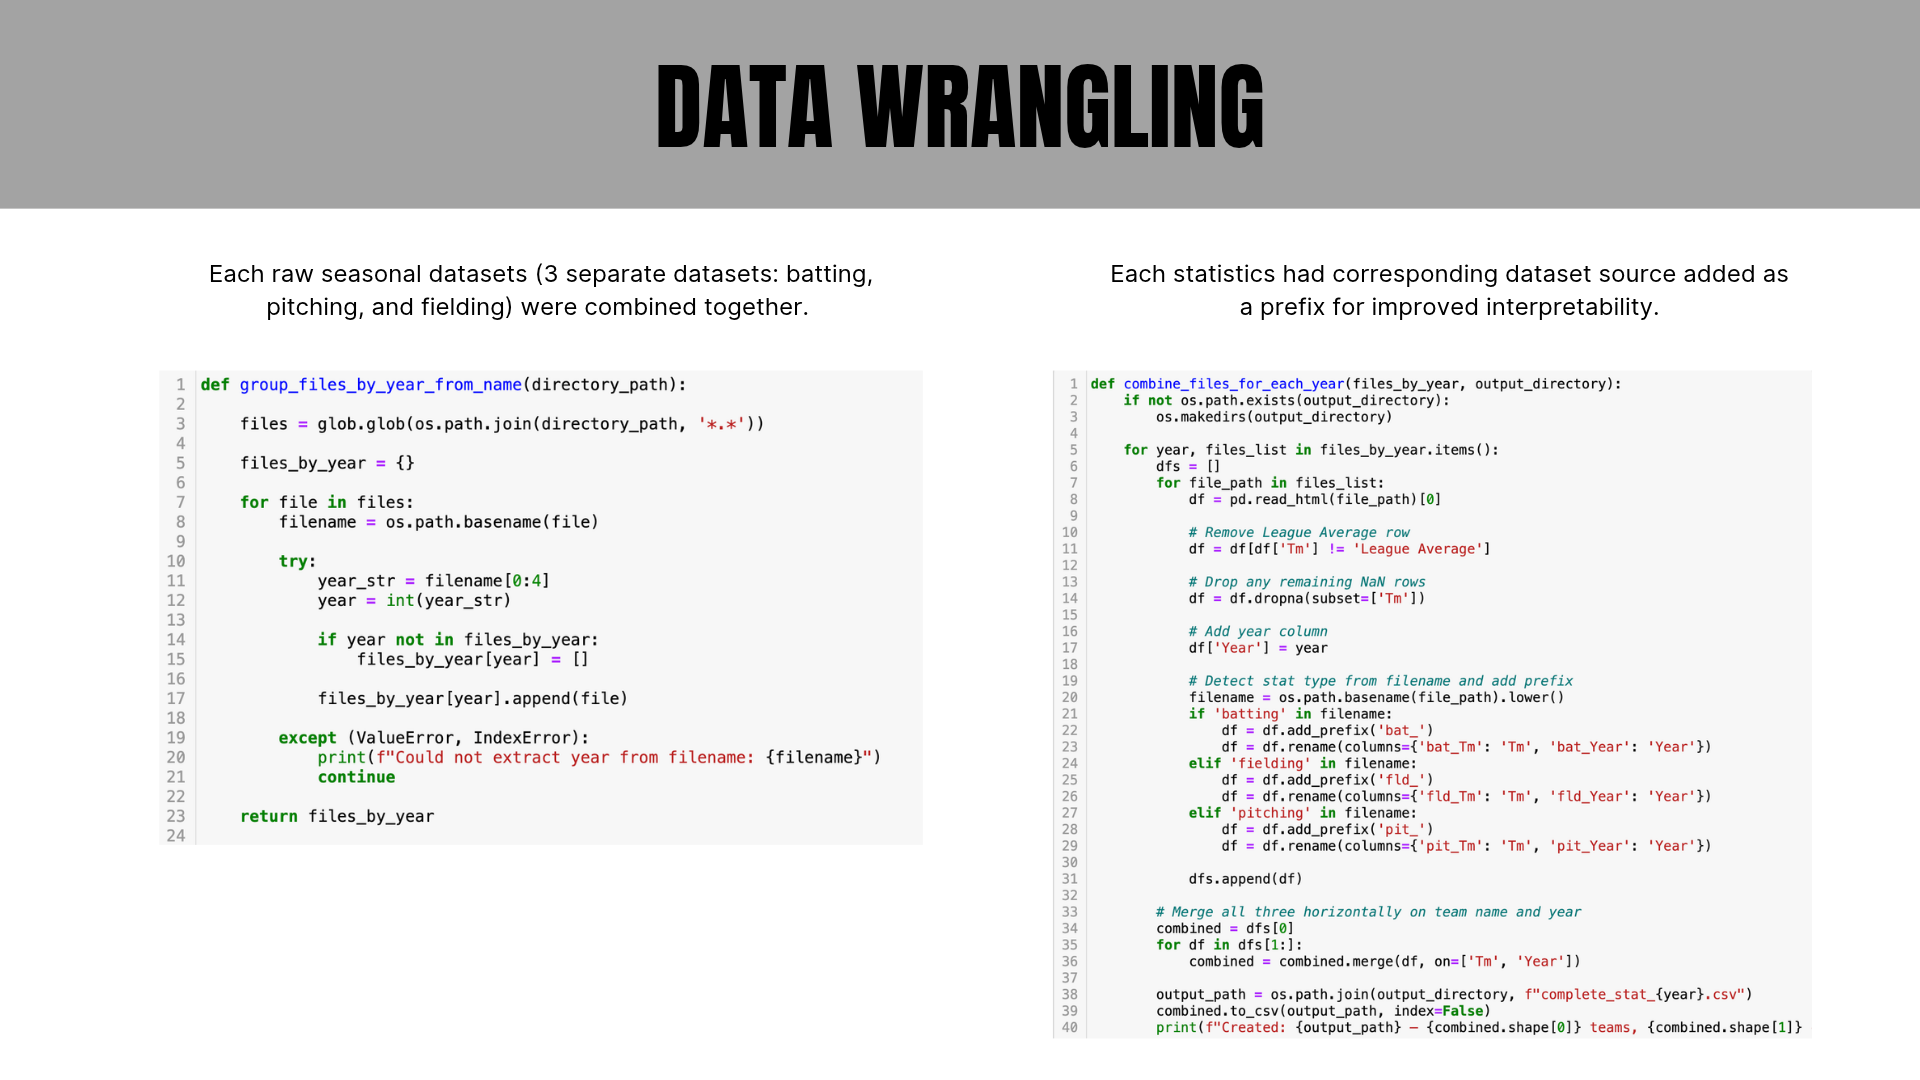 DATA WRANGLING
Each raw seasonal datasets (3 separate datasets: batting,
pitching, and fielding) were combined together.
1 def group_files_by_year_from_name(directory_path):
2
3     files = glob.glob(os.path.join(directory_path, '*.*'))
4
5     files_by_year = {}
6
7     for file in files:
8         filename = os.path.basename(file)
9
10         try:
11             year_str = filename[0:4]
12             year = int(year_str)
13
14             if year not in files_by_year:
15                 files_by_year[year] = []
16
17             files_by_year[year].append(file)
18
19         except (ValueError, IndexError):
20             print(f"Could not extract year from filename: {filename}")
21             continue
22
23     return files_by_year
24
Each statistics had corresponding dataset source added as
a prefix for improved interpretability.
1 def combine_files_for_each_year(files_by_year, output_directory):
2     if not os.path.exists(output_directory):
3         os.makedirs(output_directory)
4
5     for year, files_list in files_by_year.items():
6         dfs = []
7         for file_path in files_list:
8             df = pd.read_html(file_path)[0]
9
10             # Remove League Average row
11             df = df[df['Tm'] != 'League Average']
12
13             # Drop any remaining NaN rows
14             df = df.dropna(subset=['Tm'])
15
16             # Add year column
17             df['Year'] = year
18
19             # Detect stat type from filename and add prefix
20             filename = os.path.basename(file_path).lower()
21             if 'batting' in filename:
22                 df = df.add_prefix('bat_')
23                 df = df.rename(columns={'bat_Tm': 'Tm', 'bat_Year': 'Year'})
24             elif 'fielding' in filename:
25                 df = df.add_prefix('fld_')
26                 df = df.rename(columns={'fld_Tm': 'Tm', 'fld_Year': 'Year'})
27             elif 'pitching' in filename:
28                 df = df.add_prefix('pit_')
29                 df = df.rename(columns={'pit_Tm': 'Tm', 'pit_Year': 'Year'})
30
31             dfs.append(df)
32
33         # Merge all three horizontally on team name and year
34         combined = dfs[0]
35         for df in dfs[1:]:
36             combined = combined.merge(df, on=['Tm', 'Year'])
37
38         output_path = os.path.join(output_directory, f"complete_stat_{year}.csv")
39         combined.to_csv(output_path, index=False)
40         print(f"Created: {output_path} — {combined.shape[0]} teams, {combined.shape[1]}